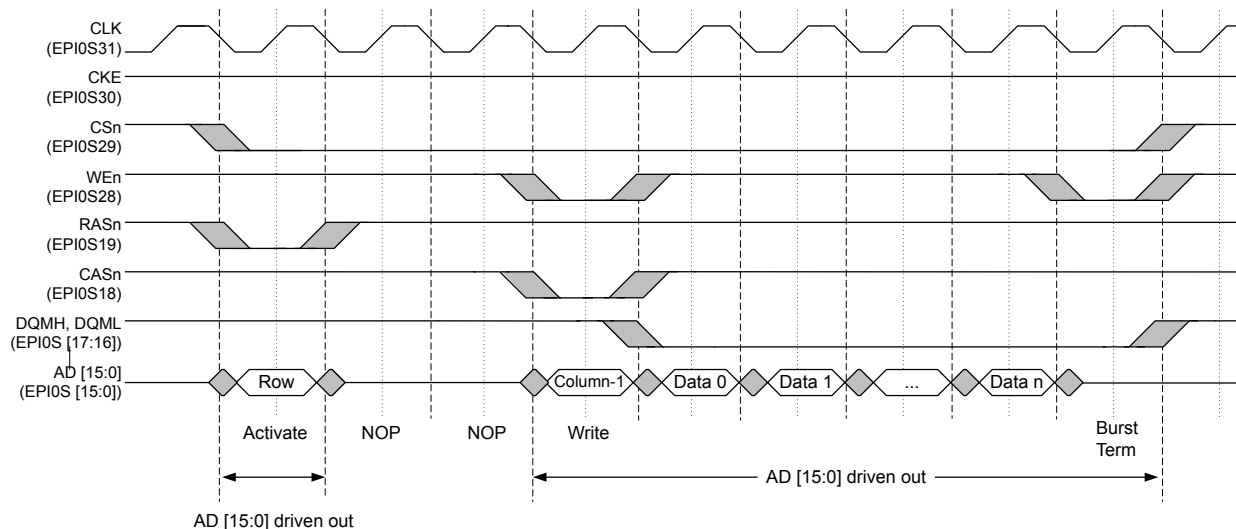 CLK
(EPI0S31)
CKE
(EPI0S30)
CSn
(EPI0S29)
WEn
(EPI0S28)
RASn
(EPI0S19)
CASn
(EPI0S18)
DQMH, DQML
(EPI0S [17:16])
AD [15:0]
(EPI0S [15:0])
Row
Column-1
Data 0
Data 1
...
Data n
Activate
NOP
NOP
Write
Burst
Term
AD [15:0] driven out
AD [15:0] driven out